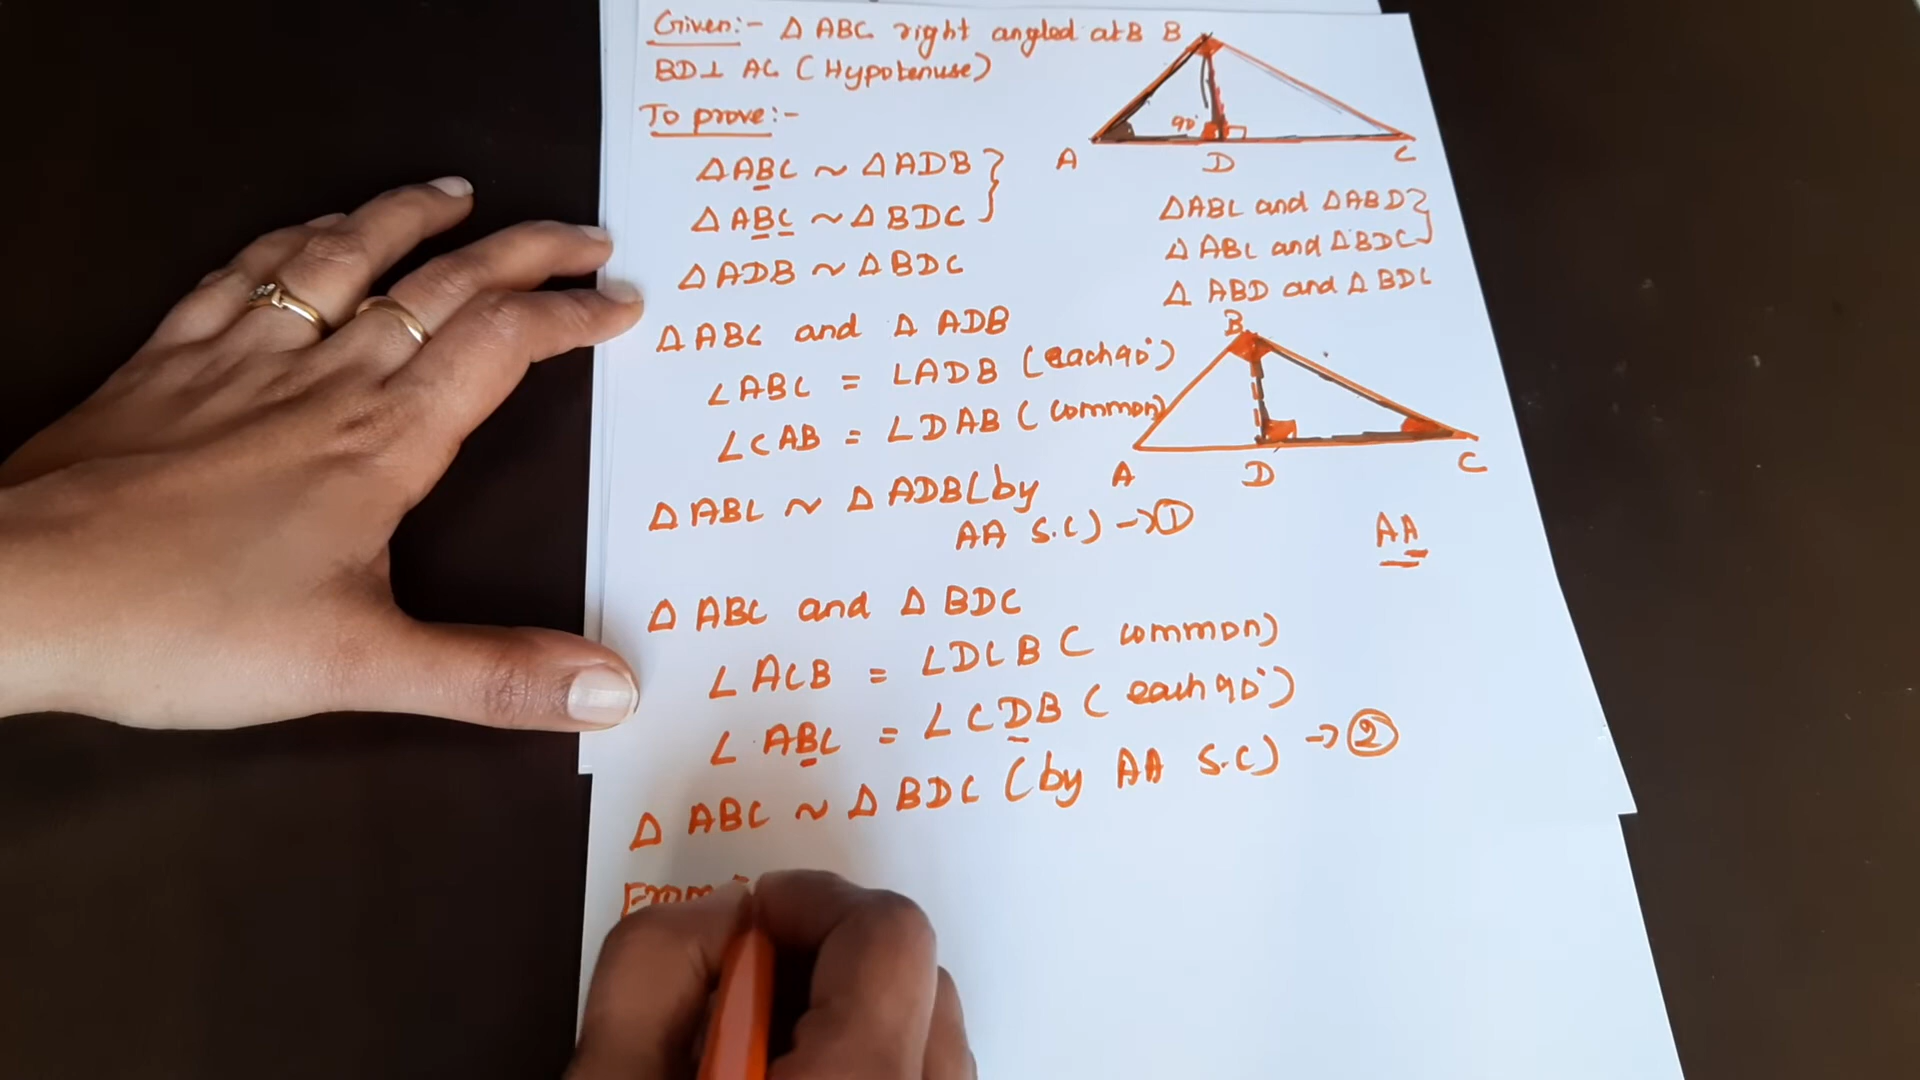 Given:- △ ABC right angled at B
BD⊥ AC (Hypotenuse)
To prove:-
△ABC ~ △ADB }
△ABC ~ △BDC
△ADB ~ △BDC
△ABC and △ ADB
∠ABC = ∠ADB (each 90°)
∠CAB = ∠DAB (common)
△ABC ~ △ADB (by
AA S.C) → ①
△ ABC and △BDC
∠ACB = ∠DCB (common)
∠ABC = ∠CDB (each 90°)
△ ABC ~ △BDC (by AA S.C) → ②
From
B
90°
A D C
△ABC and △ABD }
△ ABC and △BDC
△ ABD and △BDC
B
A D C
AA